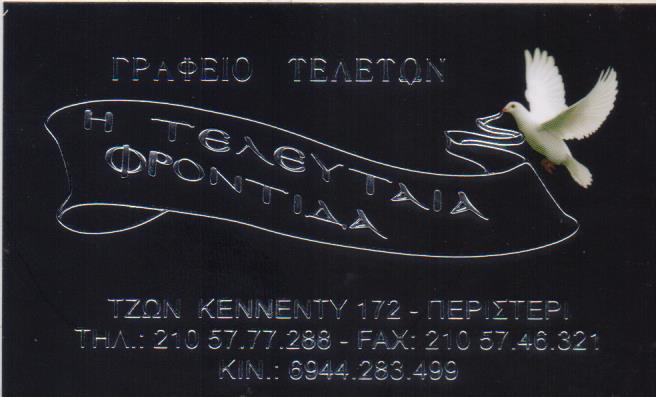 ΓΡΑΦΕΙΟ ΤΕΛΕΤΩΝ
Η ΤΕΛΕΥΤΑΙΑ
ΦΡΟΝΤΙΔΑ
ΤΖΩΝ ΚΕΝΝΕΝΤΥ 172 - ΠΕΡΙΣΤΕΡΙ
ΤΗΛ.: 210 57.77.288 - FAX: 210 57.46.321
ΚΙΝ.: 6944.283.499